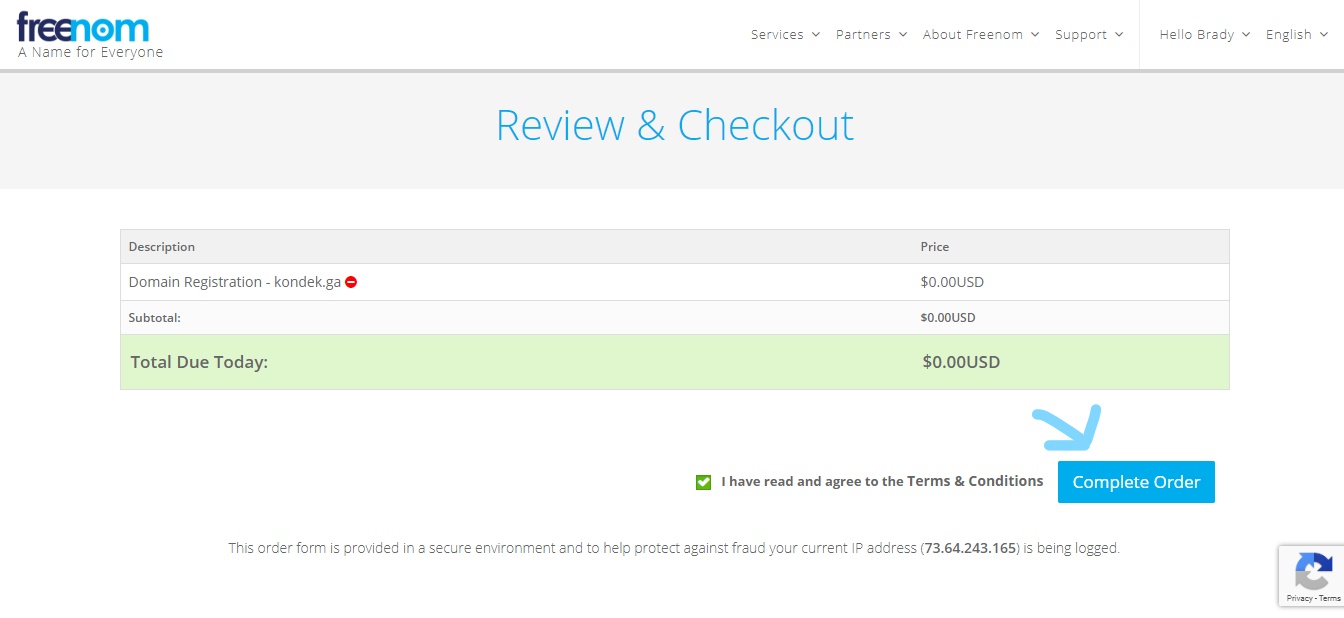 freenom
A Name for Everyone
Services Partners About Freenom Support Hello Brady English
Review & Checkout
Description Price
Domain Registration - kondek.ga $0.00USD
Subtotal: $0.00USD
Total Due Today: $0.00USD
I have read and agree to the Terms & Conditions Complete Order
This order form is provided in a secure environment and to help protect against fraud your current IP address (73.64.243.165) is being logged.
Privacy - Terms